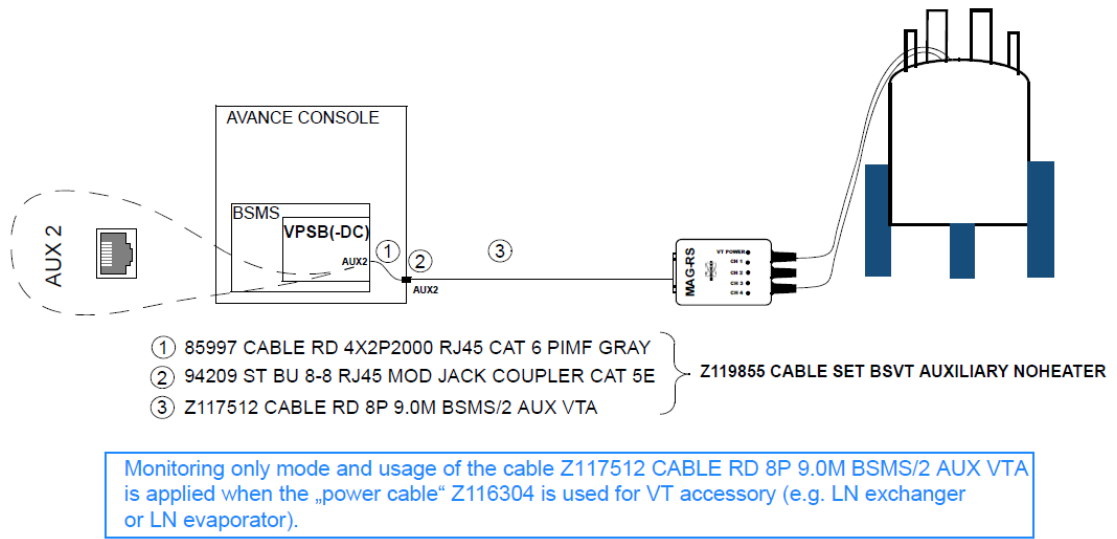 AVANCE CONSOLE
BSMS
VPSB(-DC)
AUX2
AUX 2
1
2
3
AUX2
MAG-RS
VT POWER
CH 1
CH 2
CH 3
CH 4
1 85997 CABLE RD 4X2P2000 RJ45 CAT 6 PIMF GRAY
2 94209 ST BU 8-8 RJ45 MOD JACK COUPLER CAT 5E
3 Z117512 CABLE RD 8P 9.0M BSMS/2 AUX VTA
Z119855 CABLE SET BSVT AUXILIARY NOHEATER
Monitoring only mode and usage of the cable Z117512 CABLE RD 8P 9.0M BSMS/2 AUX VTA
is applied when the „power cable“ Z116304 is used for VT accessory (e.g. LN exchanger
or LN evaporator).